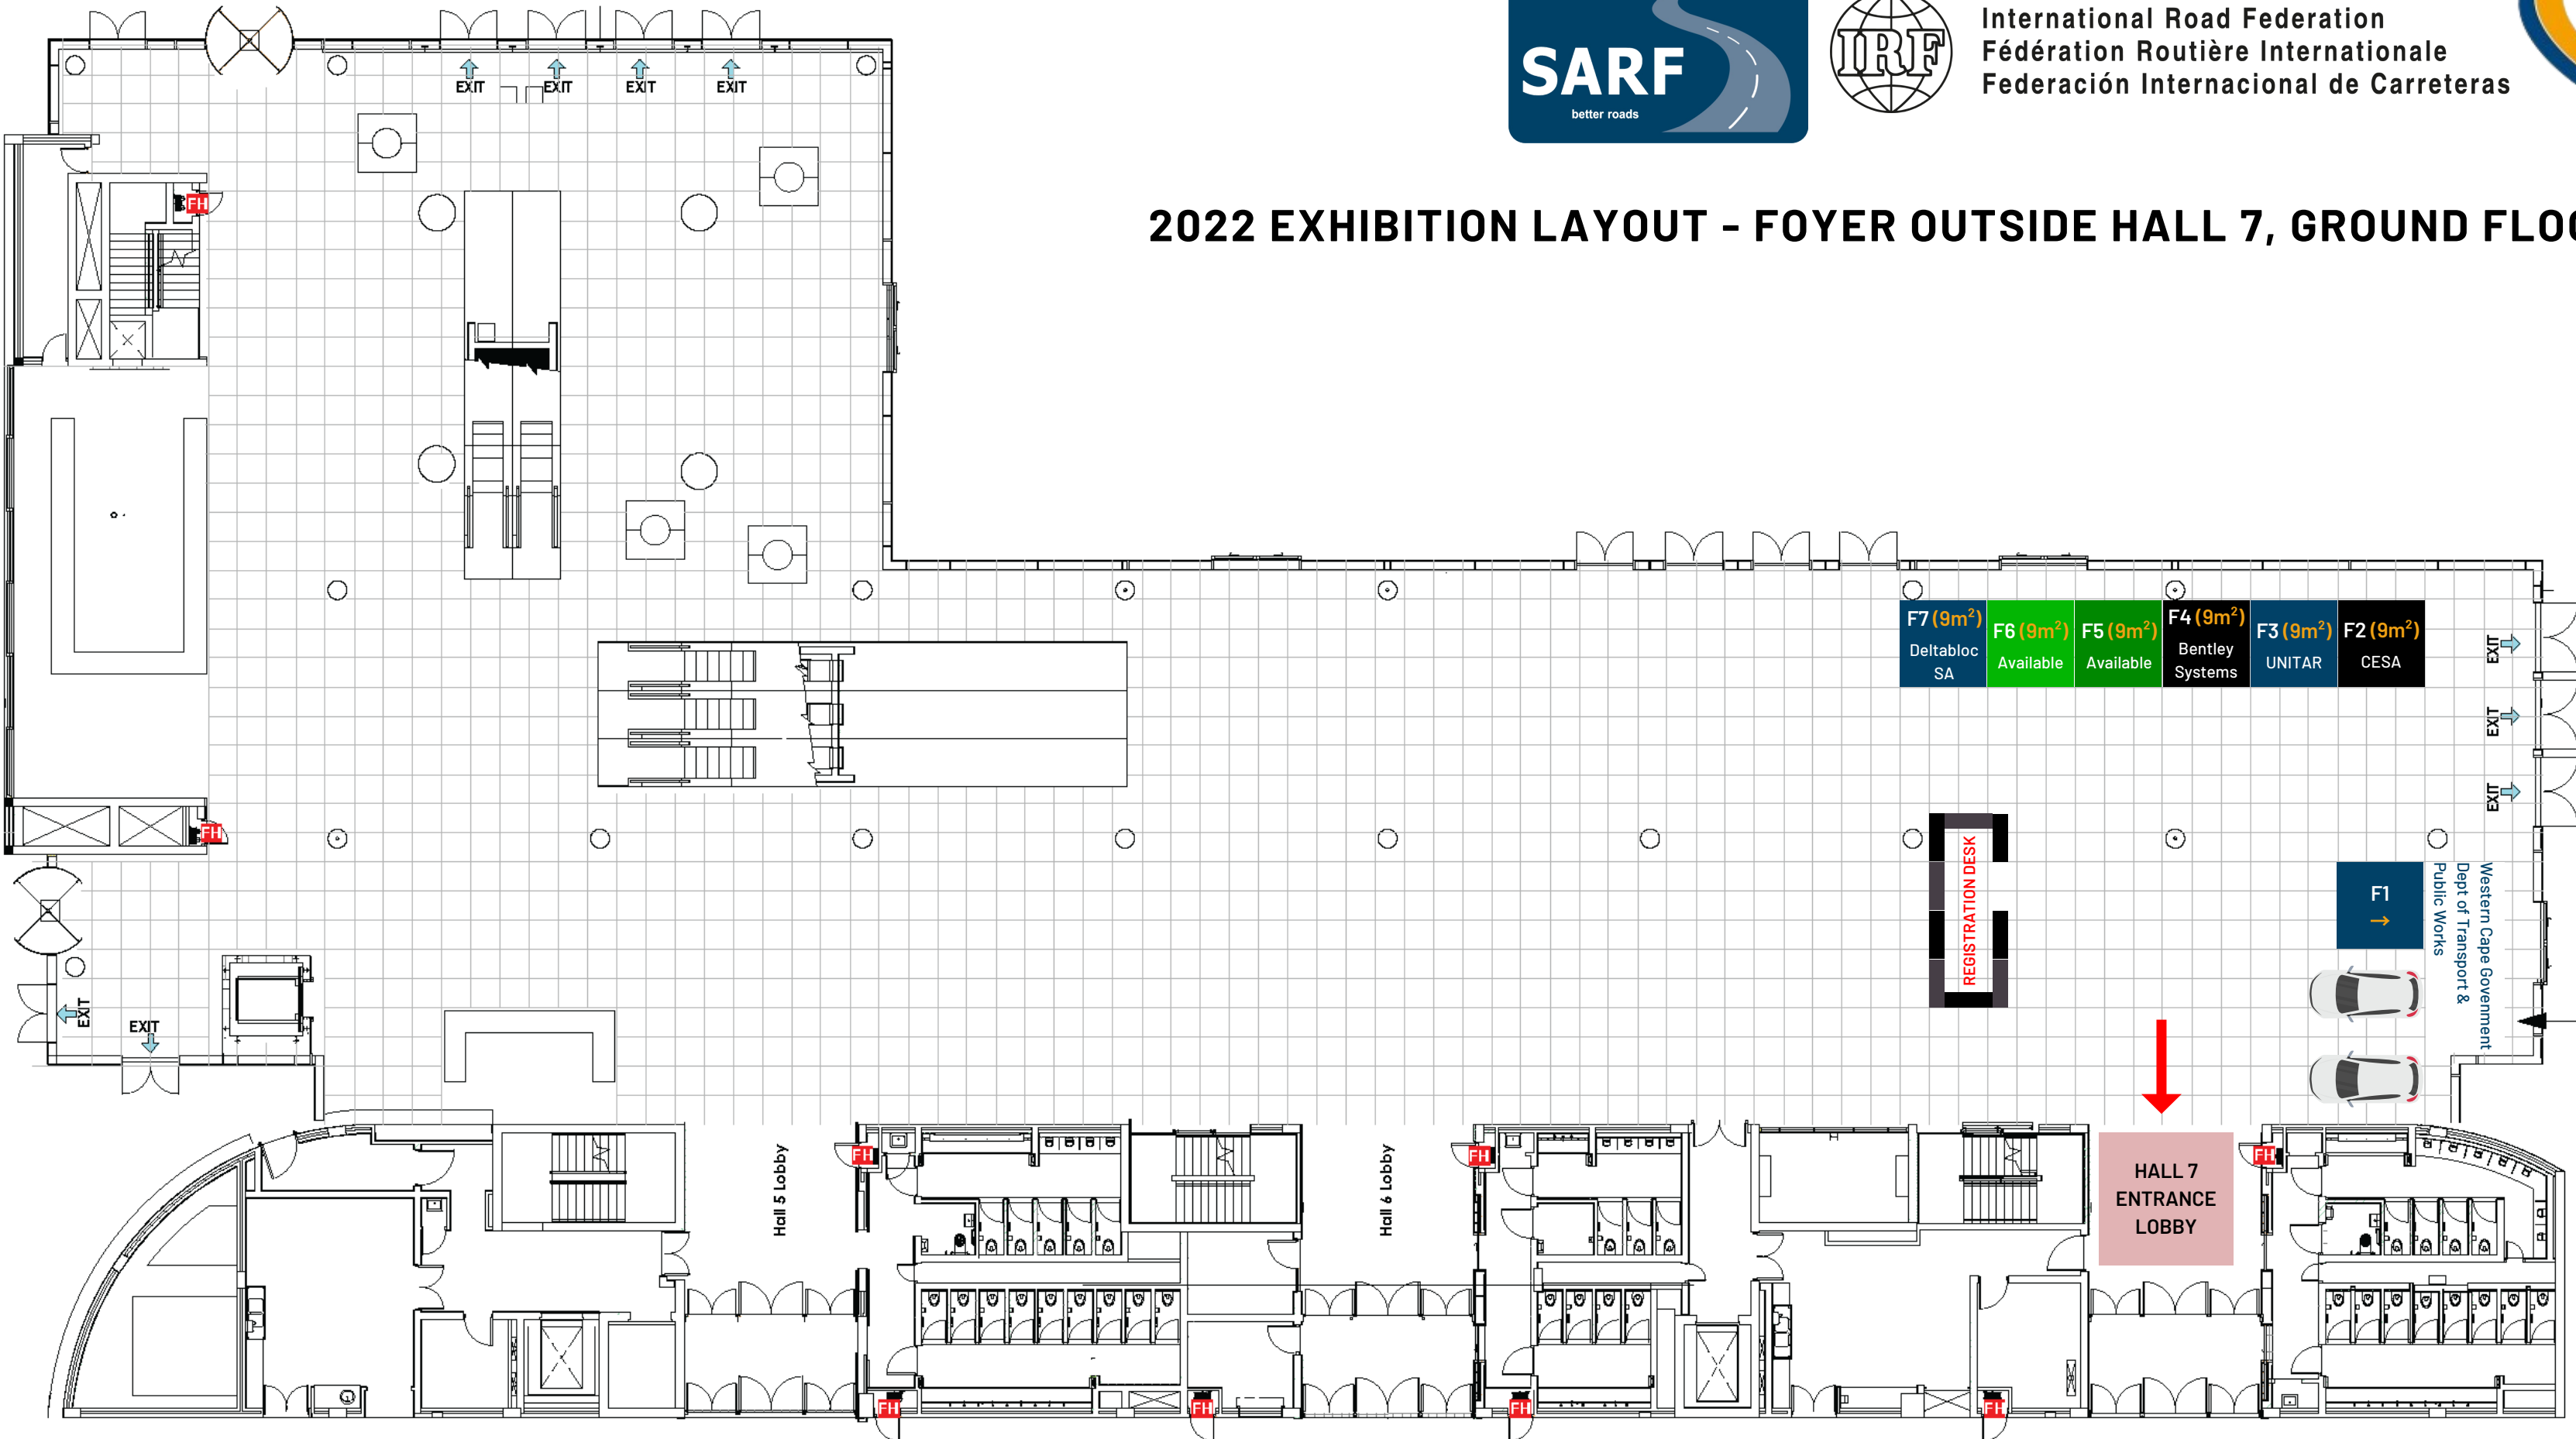 SARF
better roads
IRF
International Road Federation
Fédération Routière Internationale
Federación Internacional de Carreteras
2022 EXHIBITION LAYOUT - FOYER OUTSIDE HALL 7, GROUND
EXIT
EXIT
EXIT
EXIT
FH
F7 (9m²)
Deltabloc
SA
F6 (9m²)
Available
F5 (9m²)
Available
F4 (9m²)
Bentley
Systems
F3 (9m²)
UNITAR
F2 (9m²)
CESA
EXIT
EXIT
EXIT
FH
REGISTRATION DESK
F1
→
Western Cape Government
Dept of Transport &
Public Works
EXIT
EXIT
Hall 5 Lobby
FH
Hall 6 Lobby
FH
HALL 7
ENTRANCE
LOBBY
FH
FH
FH
FH
FH